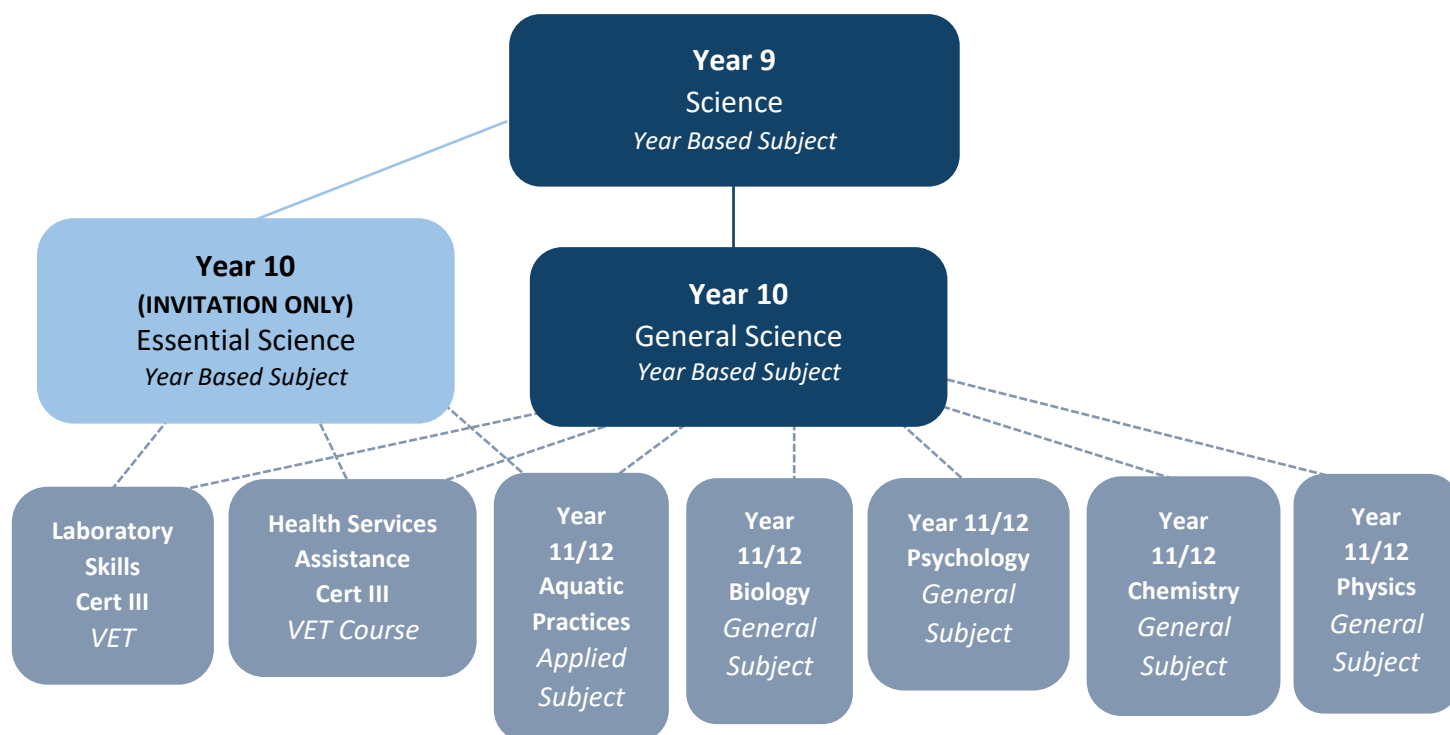 Year 9
Science
Year Based Subject
Year 10
(INVITATION ONLY)
Essential Science
Year Based Subject
Year 10
General Science
Year Based Subject
Laboratory
Skills
Cert III
VET
Health Services
Assistance
Cert III
VET Course
Year
11/12
Aquatic
Practices
Applied
Subject
Year
11/12
Biology
General
Subject
Year 11/12
Psychology
General
Subject
Year
11/12
Chemistry
General
Subject
Year
11/12
Physics
General
Subject